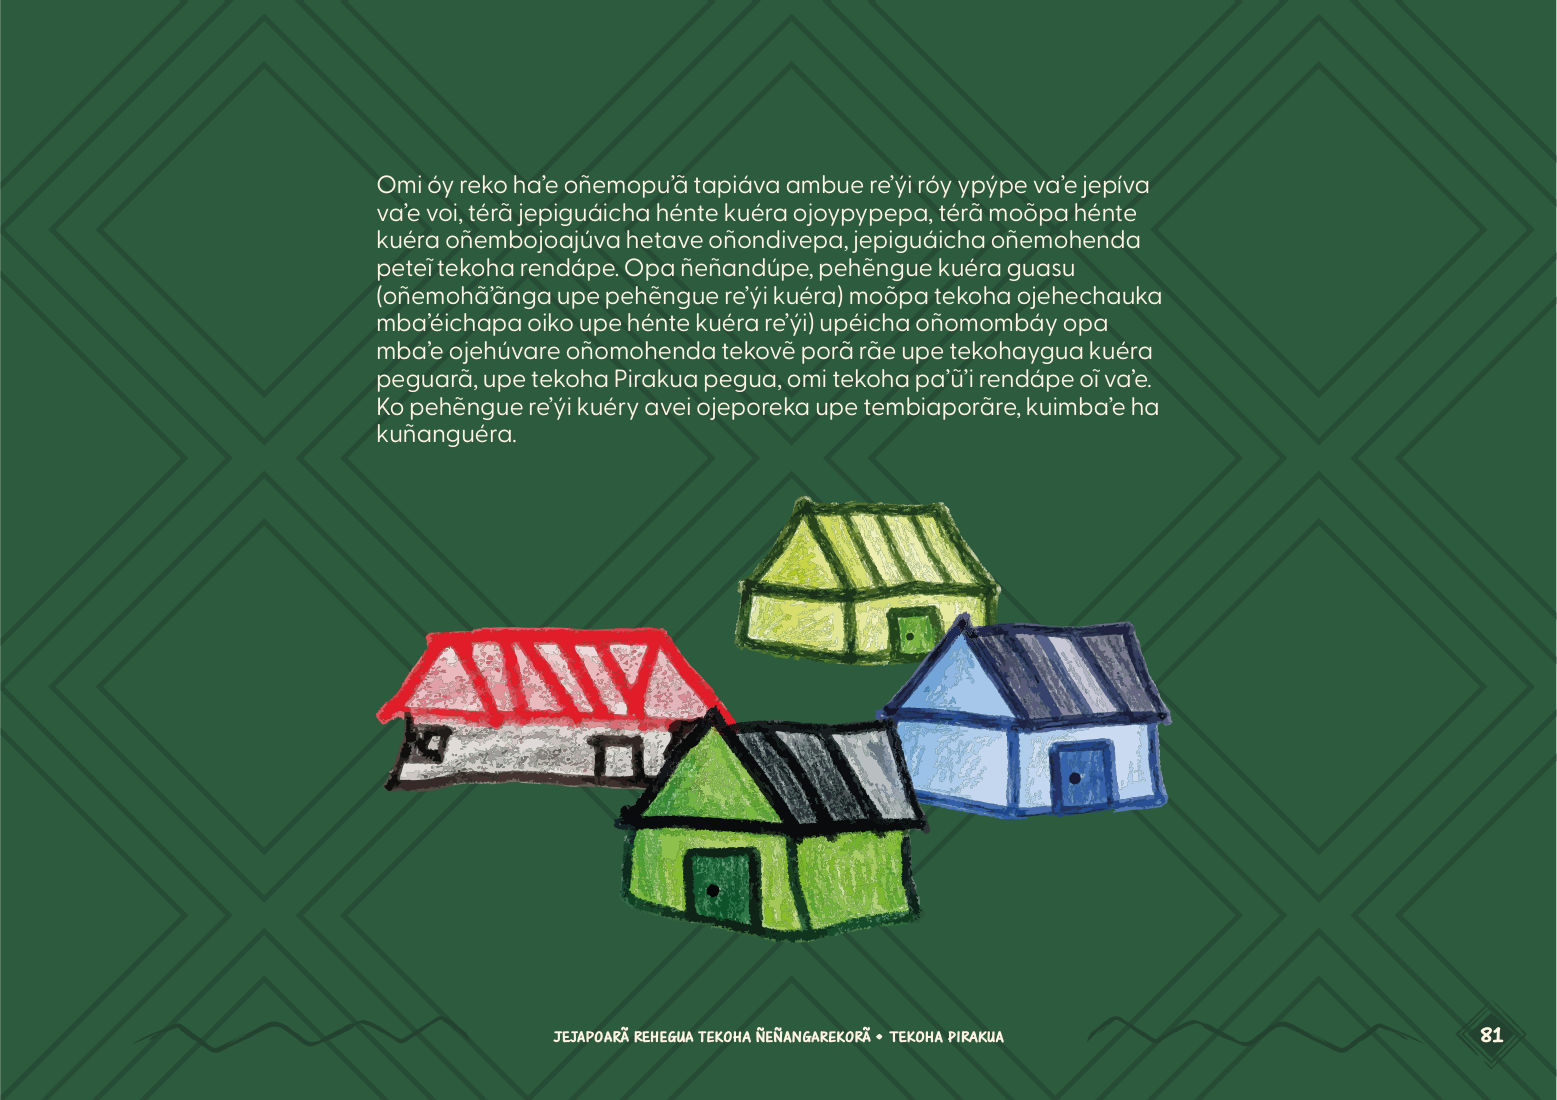 Omi óy reko ha’e oñemopu’ã tapiáva ambue re’ýi róy ypýpe va’e jepíva
va’e voi, térã jepiguáicha hénte kuéra ojoypypepa, térã moõpa hénte
kuéra oñembojoajúva hetave oñondivepa, jepiguáicha oñemohenda
peteĩ tekoha rendápe. Opa ñeñandúpe, pehẽngue kuéra guasu
(oñemohã’ãnga upe pehẽngue re’ýi kuéra) moõpa tekoha ojehechauka
mba’éichapa oiko upe hénte kuéra re’ýi) upéicha oñomombáy opa
mba’e ojehúvare oñomohenda tekovẽ porã rãe upe tekohaygua kuéra
peguarã, upe tekoha Pirakua pegua, omi tekoha pa’ũ’i rendápe oĩ va’e.
Ko pehẽngue re’ýi kuéry avei ojeporeka upe tembiaporãre, kuimba’e ha
kuñanguéra.
JEJAPOARÃ REHEGUA TEKOHA ÑEÑANGAREKORÃ • TEKOHA PIRAKUA
81